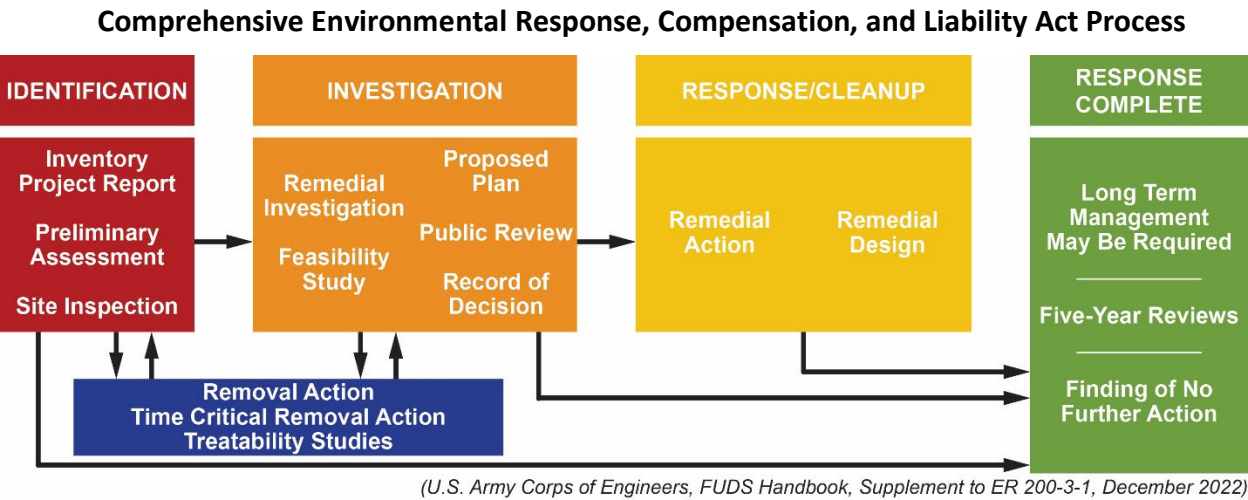 Comprehensive Environmental Response, Compensation, and Liability Act Process
IDENTIFICATION
Inventory
Project Report
Preliminary
Assessment
Site Inspection
INVESTIGATION
Remedial
Investigation
Feasibility
Study
Proposed
Plan
Public Review
Record of
Decision
RESPONSE/CLEANUP
Remedial
Action
Remedial
Design
RESPONSE
COMPLETE
Long Term
Management
May Be Required
Five-Year Reviews
Finding of No
Further Action
Removal Action
Time Critical Removal Action
Treatability Studies
(U.S. Army Corps of Engineers, FUDS Handbook, Supplement to ER 200-3-1, December 2022)